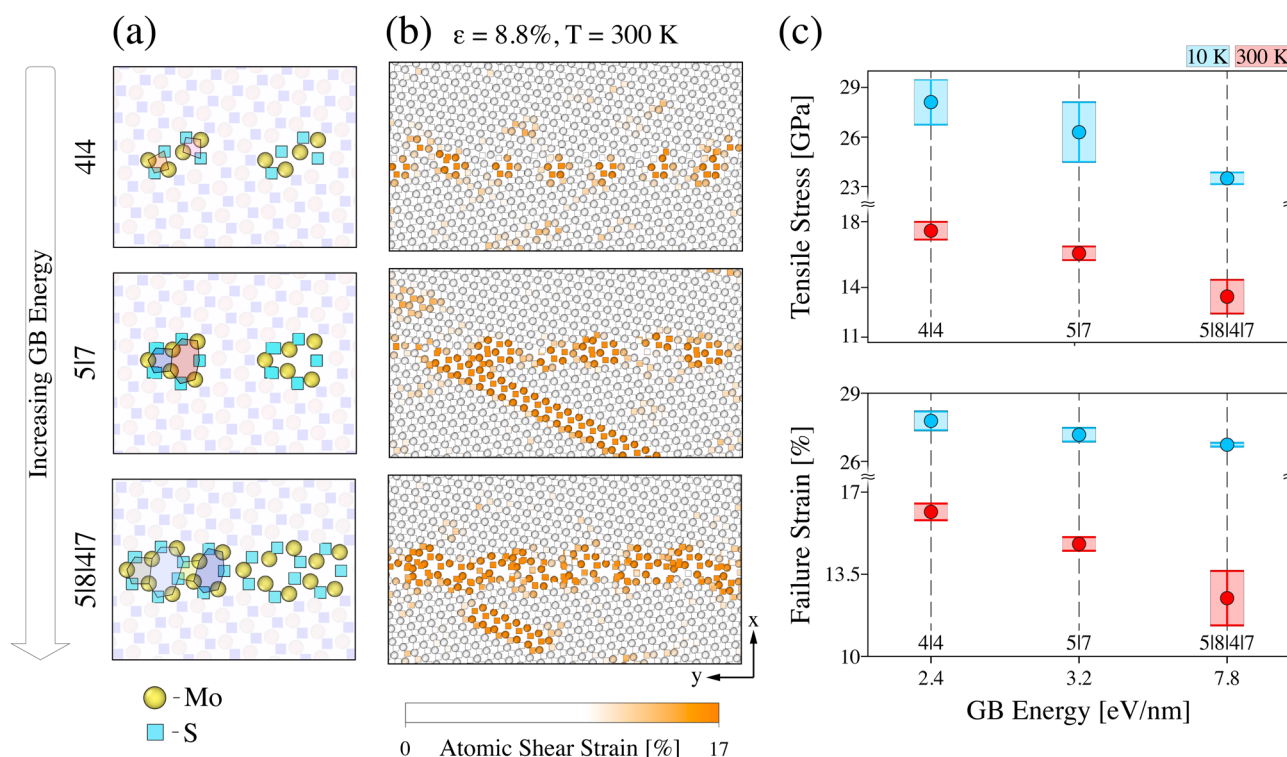 (a)
(b) ε = 8.8%, T = 300 K
(c)
Increasing GB Energy
4|4
5|7
5|8|4|7
- Mo
- S
x
y
0 Atomic Shear Strain [%] 17
10 K 300 K
Tensile Stress [GPa]
29
26
23
18
14
11
4|4 5|7 5|8|4|7
Failure Strain [%]
29
26
17
13.5
10
4|4 5|7 5|8|4|7
2.4 3.2 7.8
GB Energy [eV/nm]